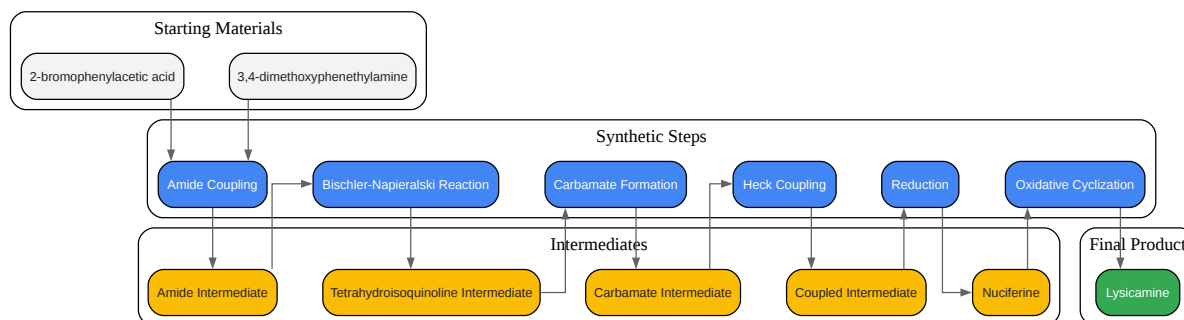 Starting Materials
2-bromophenylacetic acid
3,4-dimethoxyphenethylamine
Synthetic Steps
Amide Coupling
Bischler-Napieralski Reaction
Carbamate Formation
Heck Coupling
Reduction
Oxidative Cyclization
Intermediates
Final Product
Amide Intermediate
Tetrahydroisoquinoline Intermediate
Carbamate Intermediate
Coupled Intermediate
Nuciferine
Lysicamine